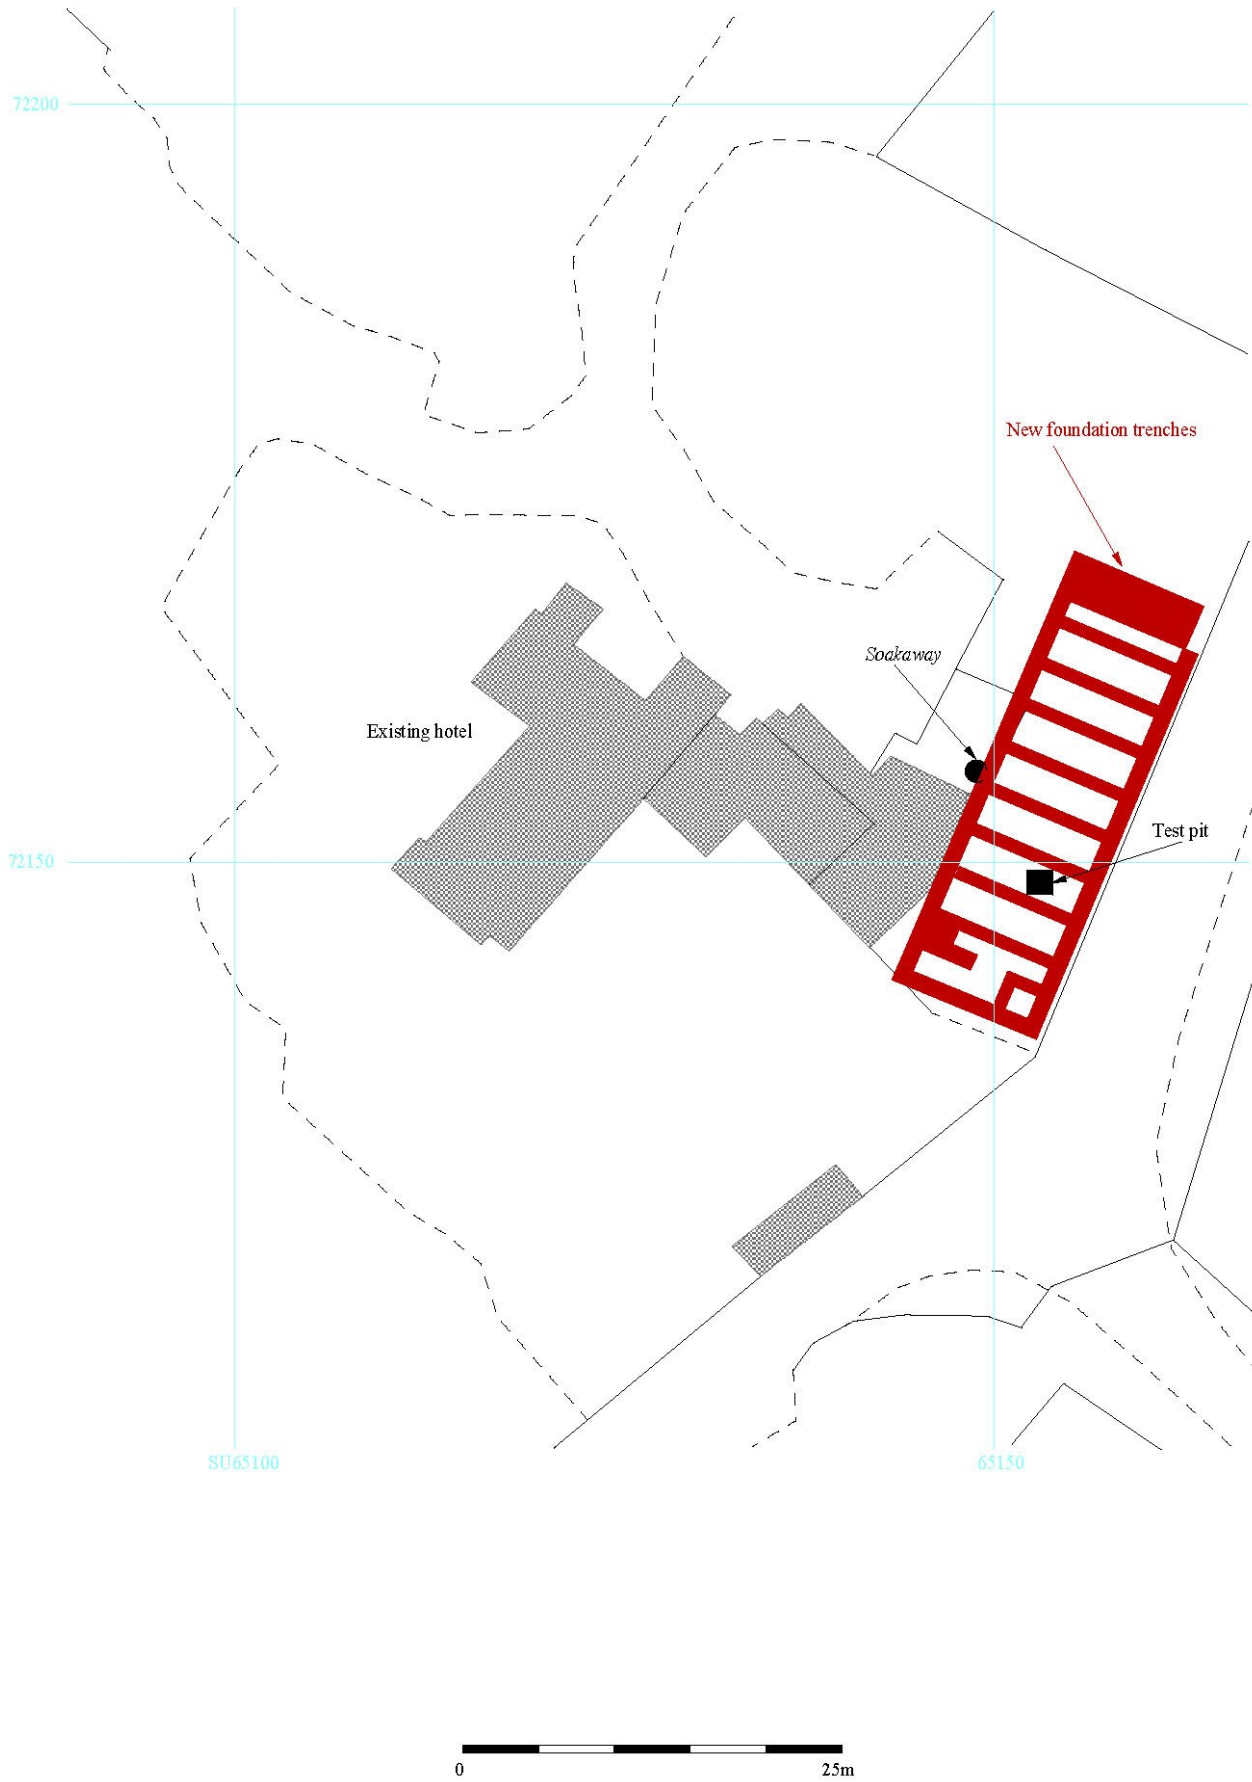 72200
New foundation trenches
Soakaway
Existing hotel
Test pit
72150
SU65100
65150
0
25m